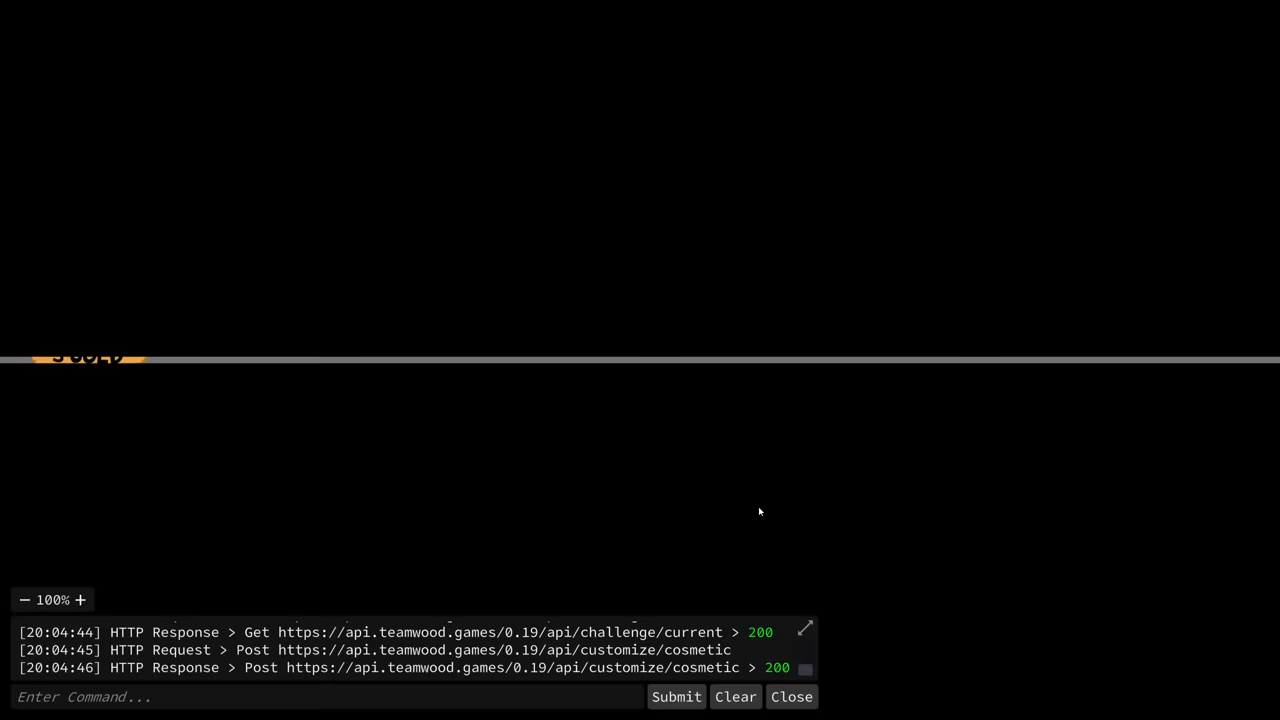 − 100% +
[20:04:44] HTTP Response > Get https://api.teamwood.games/0.19/api/challenge/current > 200
[20:04:45] HTTP Request > Post https://api.teamwood.games/0.19/api/customize/cosmetic
[20:04:46] HTTP Response > Post https://api.teamwood.games/0.19/api/customize/cosmetic > 200
Enter Command... Submit Clear Close